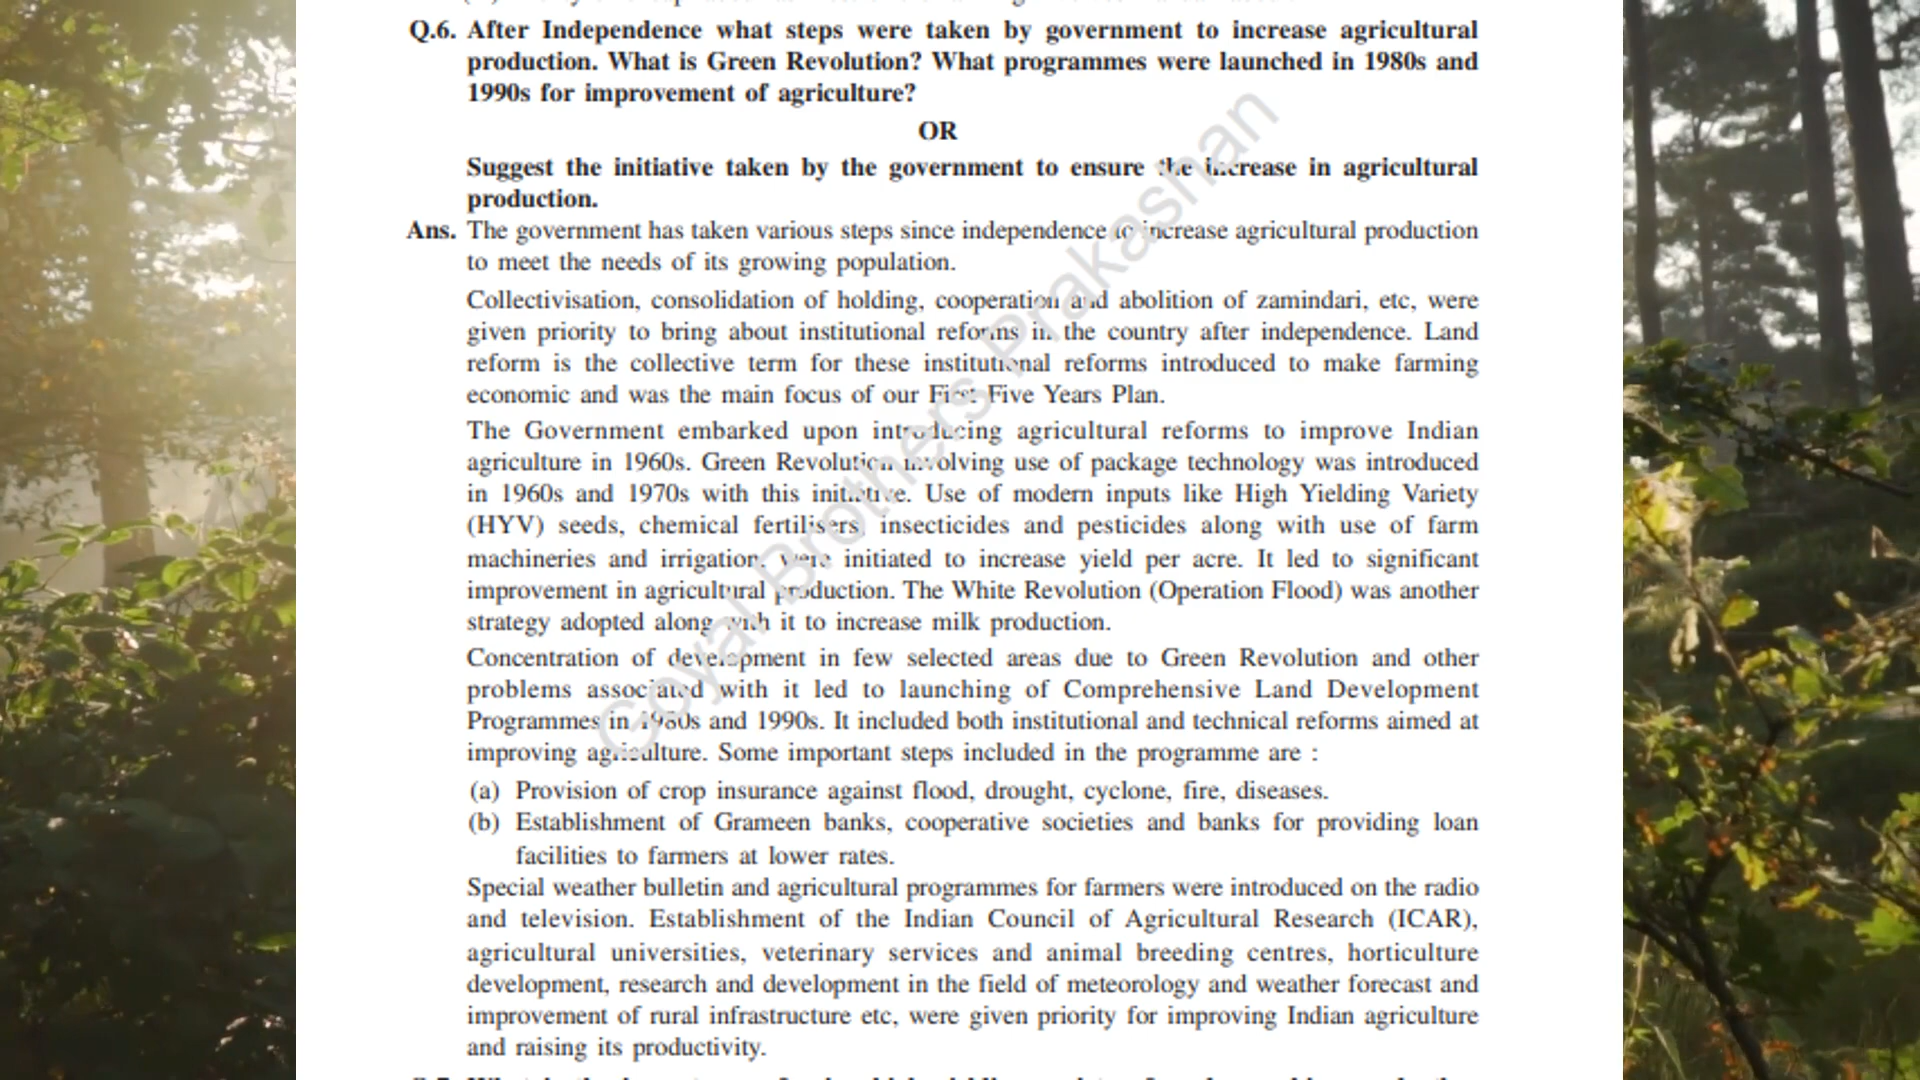 Q.6. After Independence what steps were taken by government to increase agricultural
production. What is Green Revolution? What programmes were launched in 1980s and
1990s for improvement of agriculture?
OR
Suggest the initiative taken by the government to ensure the increase in agricultural
production.
Ans. The government has taken various steps since independence to increase agricultural production
to meet the needs of its growing population.
Collectivisation, consolidation of holding, cooperation and abolition of zamindari, etc, were
given priority to bring about institutional reforms in the country after independence. Land
reform is the collective term for these institutional reforms introduced to make farming
economic and was the main focus of our First Five Years Plan.
The Government embarked upon introducing agricultural reforms to improve Indian
agriculture in 1960s. Green Revolution involving use of package technology was introduced
in 1960s and 1970s with this initiative. Use of modern inputs like High Yielding Variety
(HYV) seeds, chemical fertilisers, insecticides and pesticides along with use of farm
machineries and irrigation, were initiated to increase yield per acre. It led to significant
improvement in agricultural production. The White Revolution (Operation Flood) was another
strategy adopted along with it to increase milk production.
Concentration of development in few selected areas due to Green Revolution and other
problems associated with it led to launching of Comprehensive Land Development
Programmes in 1980s and 1990s. It included both institutional and technical reforms aimed at
improving agriculture. Some important steps included in the programme are :
(a) Provision of crop insurance against flood, drought, cyclone, fire, diseases.
(b) Establishment of Grameen banks, cooperative societies and banks for providing loan
facilities to farmers at lower rates.
Special weather bulletin and agricultural programmes for farmers were introduced on the radio
and television. Establishment of the Indian Council of Agricultural Research (ICAR),
agricultural universities, veterinary services and animal breeding centres, horticulture
development, research and development in the field of meteorology and weather forecast and
improvement of rural infrastructure etc, were given priority for improving Indian agriculture
and raising its productivity.
Goyal Brothers Prakashan